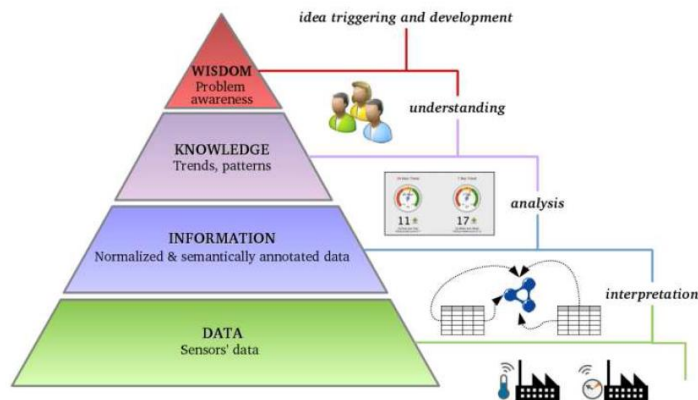 idea triggering and development
WISDOM
Problem
awareness
understanding
KNOWLEDGE
Trends, patterns
analysis
11
17
INFORMATION
Normalized & semantically annotated data
interpretation
DATA
Sensors' data